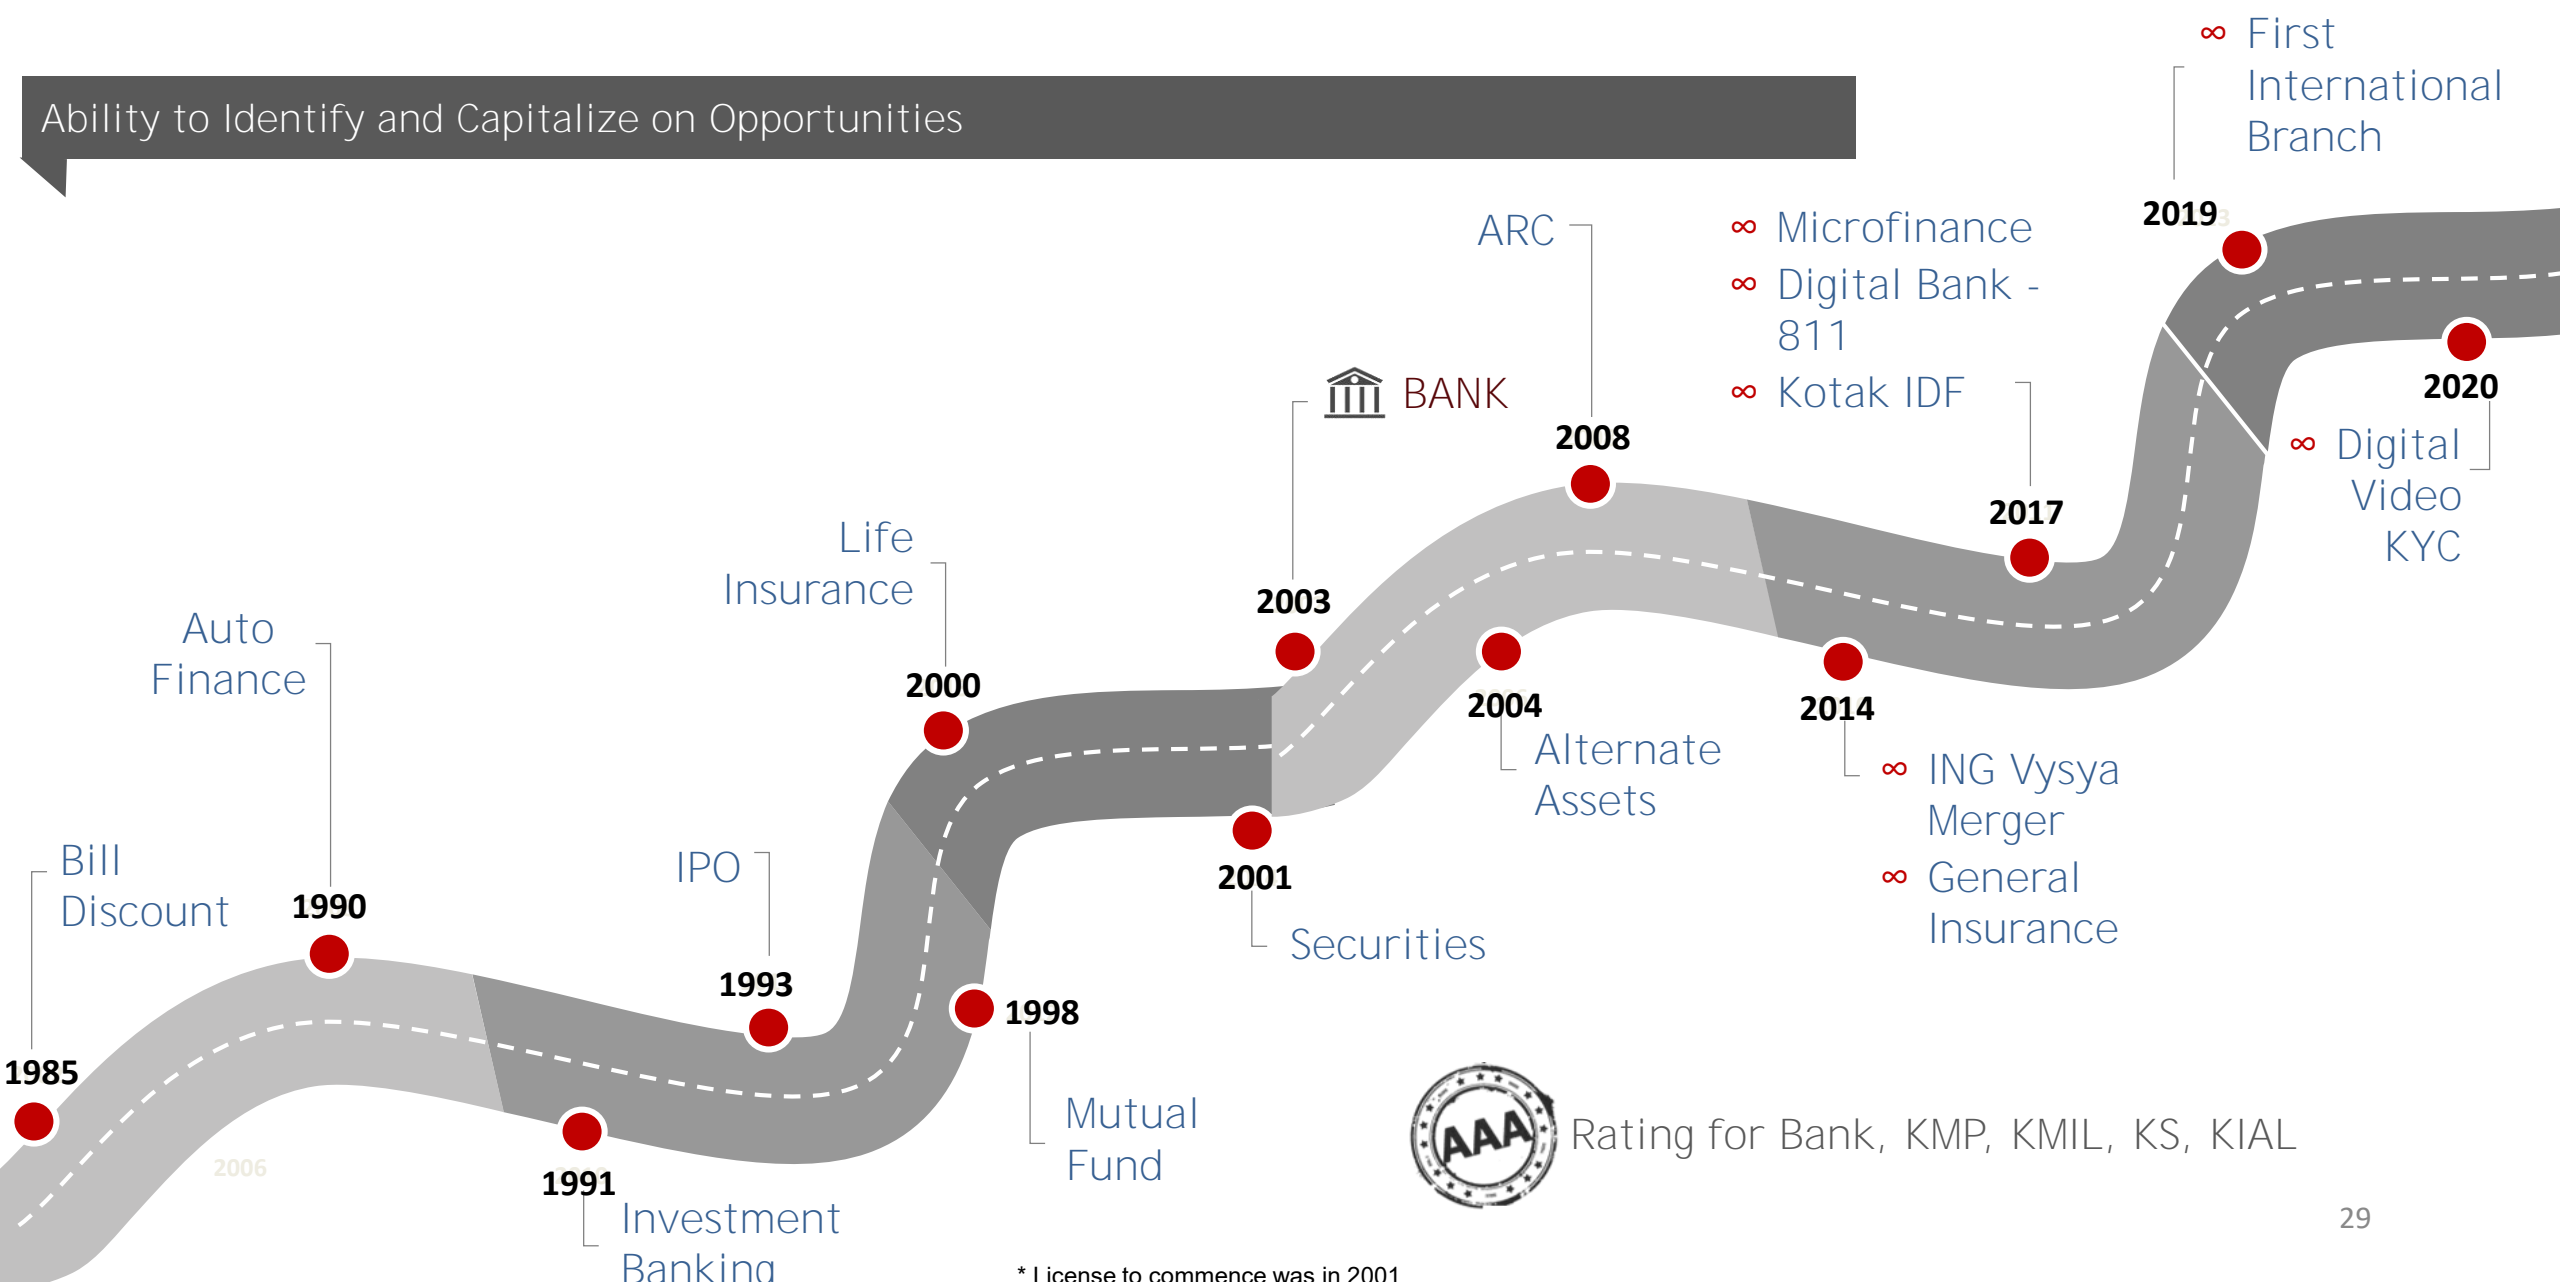 ∞ First
International
Branch
Ability to Identify and Capitalize on Opportunities
2019
ARC
∞ Microfinance
∞ Digital Bank -
811
∞ Kotak IDF
BANK
2008
2020
∞ Digital
Video
KYC
2017
Life
Insurance
2003
Auto
Finance
2000
2004
Alternate
Assets
2014
∞ ING Vysya
Merger
∞ General
Insurance
Bill
Discount
1990
IPO
2001
Securities
1993
1998
1985
Mutual
Fund
2006
1991
Investment
Banking
AAA
Rating for Bank, KMP, KMIL, KS, KIAL
29
* License to commence was in 2001